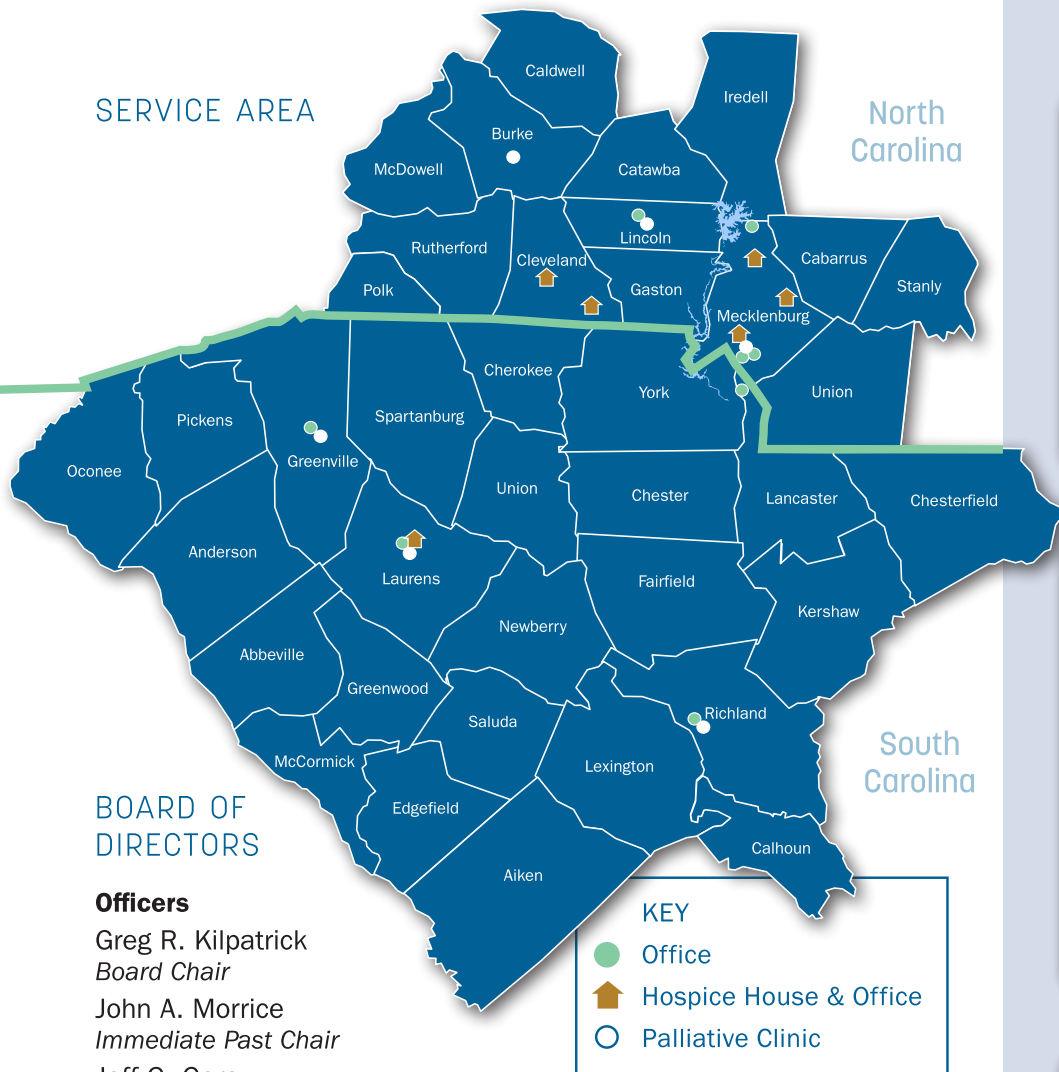 SERVICE AREA
North
Carolina
Caldwell
Iredell
Burke
McDowell
Catawba
Rutherford
Lincoln
Cleveland
Cabarrus
Polk
Gaston
Stanly
Mecklenburg
Cherokee
York
Union
Pickens
Spartanburg
Greenville
Oconee
Union
Chester
Lancaster
Chesterfield
Anderson
Laurens
Fairfield
Kershaw
Newberry
Abbeville
Greenwood
Saluda
Richland
McCormick
Lexington
Edgefield
Calhoun
Aiken
South
Carolina
BOARD OF
DIRECTORS
Officers
Greg R. Kilpatrick
Board Chair
John A. Morrice
Immediate Past Chair
KEY
Office
Hospice House & Office
Palliative Clinic